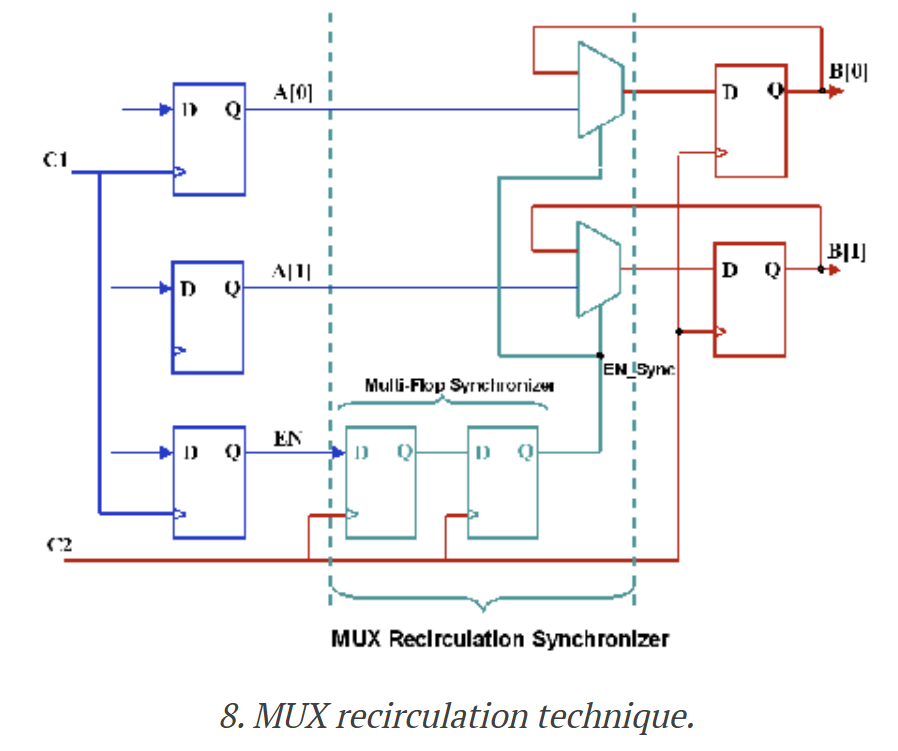 B[0]
A[0]
D Q
D Q
C1
B[1]
A[1]
D Q
D Q
EN_Sync
Multi-Flop Synchronizer
EN
D Q
D Q
D Q
C2
MUX Recirculation Synchronizer
8. MUX recirculation technique.